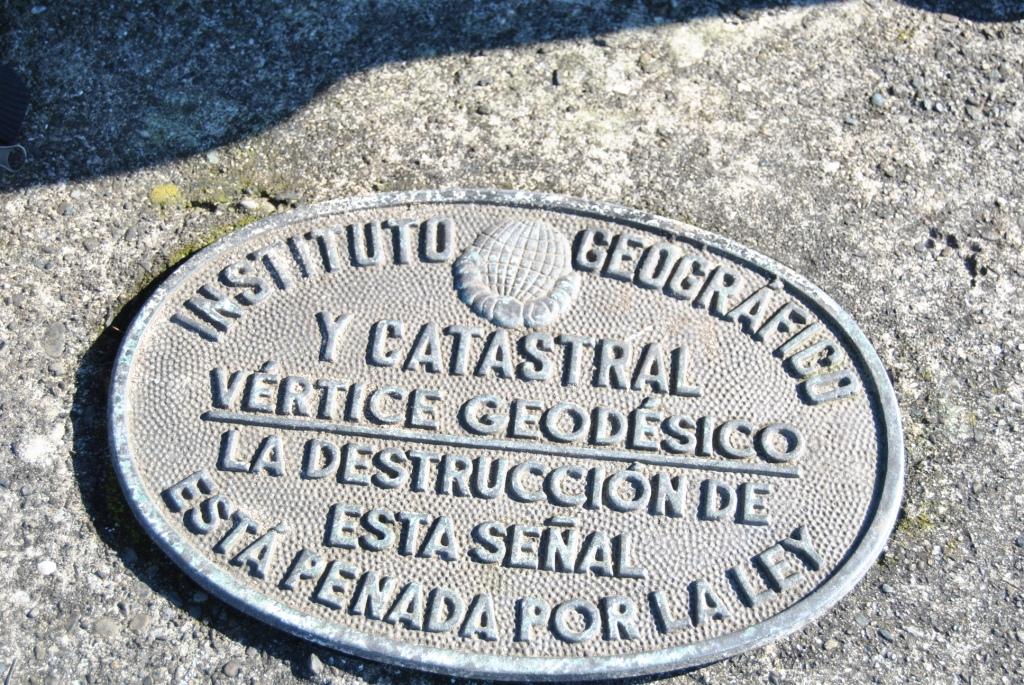 INSTITUTO GEOGRÁFICO
Y CATASTRAL
VÉRTICE GEODÉSICO
LA DESTRUCCIÓN DE
ESTA SEÑAL
ESTÁ PENADA POR LA LEY